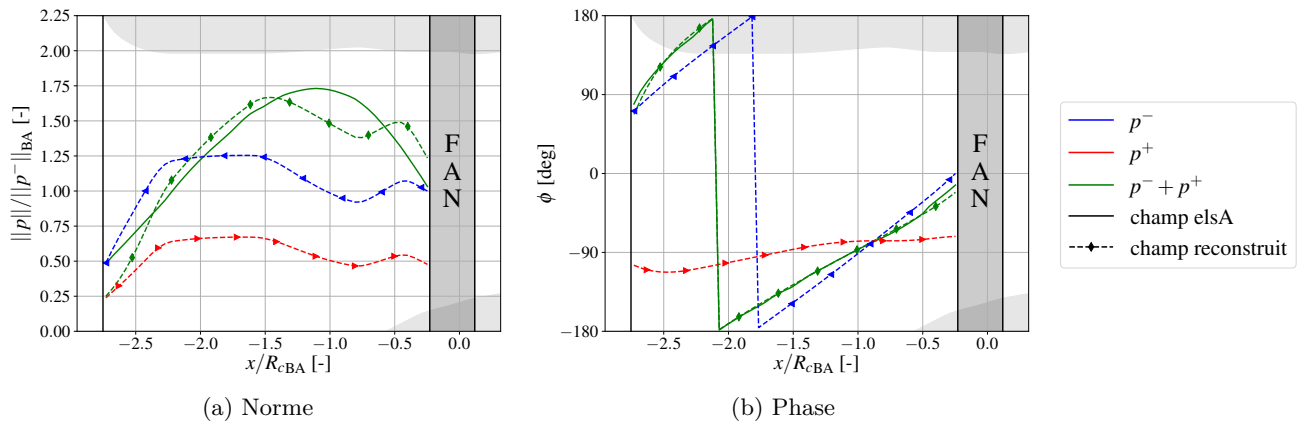 2.25
2.00
1.75
1.50
1.25
1.00
0.75
0.50
0.25
0.00
||p||/||p⁻||BA [-]
F
A
N
−2.5
−2.0
−1.5
−1.0
−0.5
0.0
x/RcBA [-]
(a) Norme
180
90
0
−90
−180
ϕ [deg]
F
A
N
−2.5
−2.0
−1.5
−1.0
−0.5
0.0
x/RcBA [-]
(b) Phase
p⁻
p⁺
p⁻ + p⁺
champ elsA
champ reconstruit